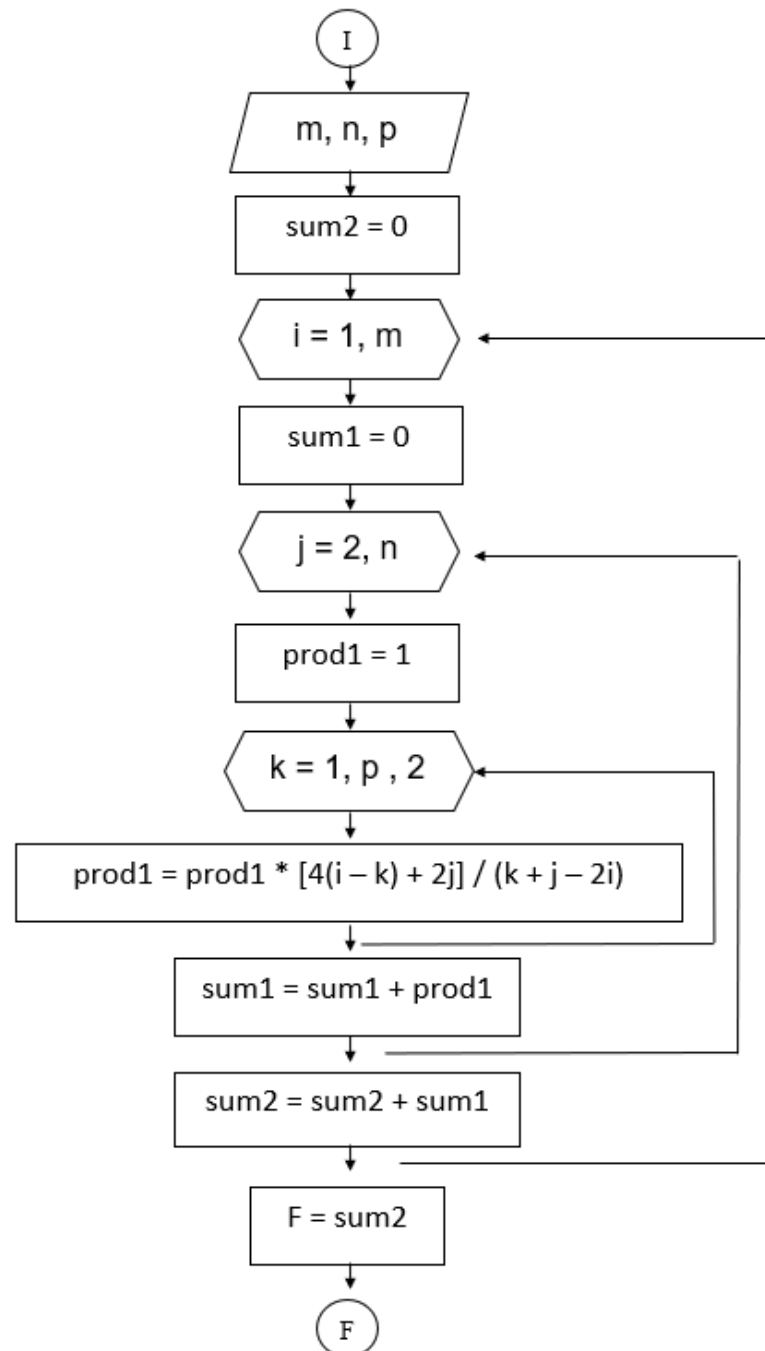 I
m, n, p
sum2 = 0
i = 1, m
sum1 = 0
j = 2, n
prod1 = 1
k = 1, p , 2
prod1 = prod1 * [4(i – k) + 2j] / (k + j – 2i)
sum1 = sum1 + prod1
sum2 = sum2 + sum1
F = sum2
F